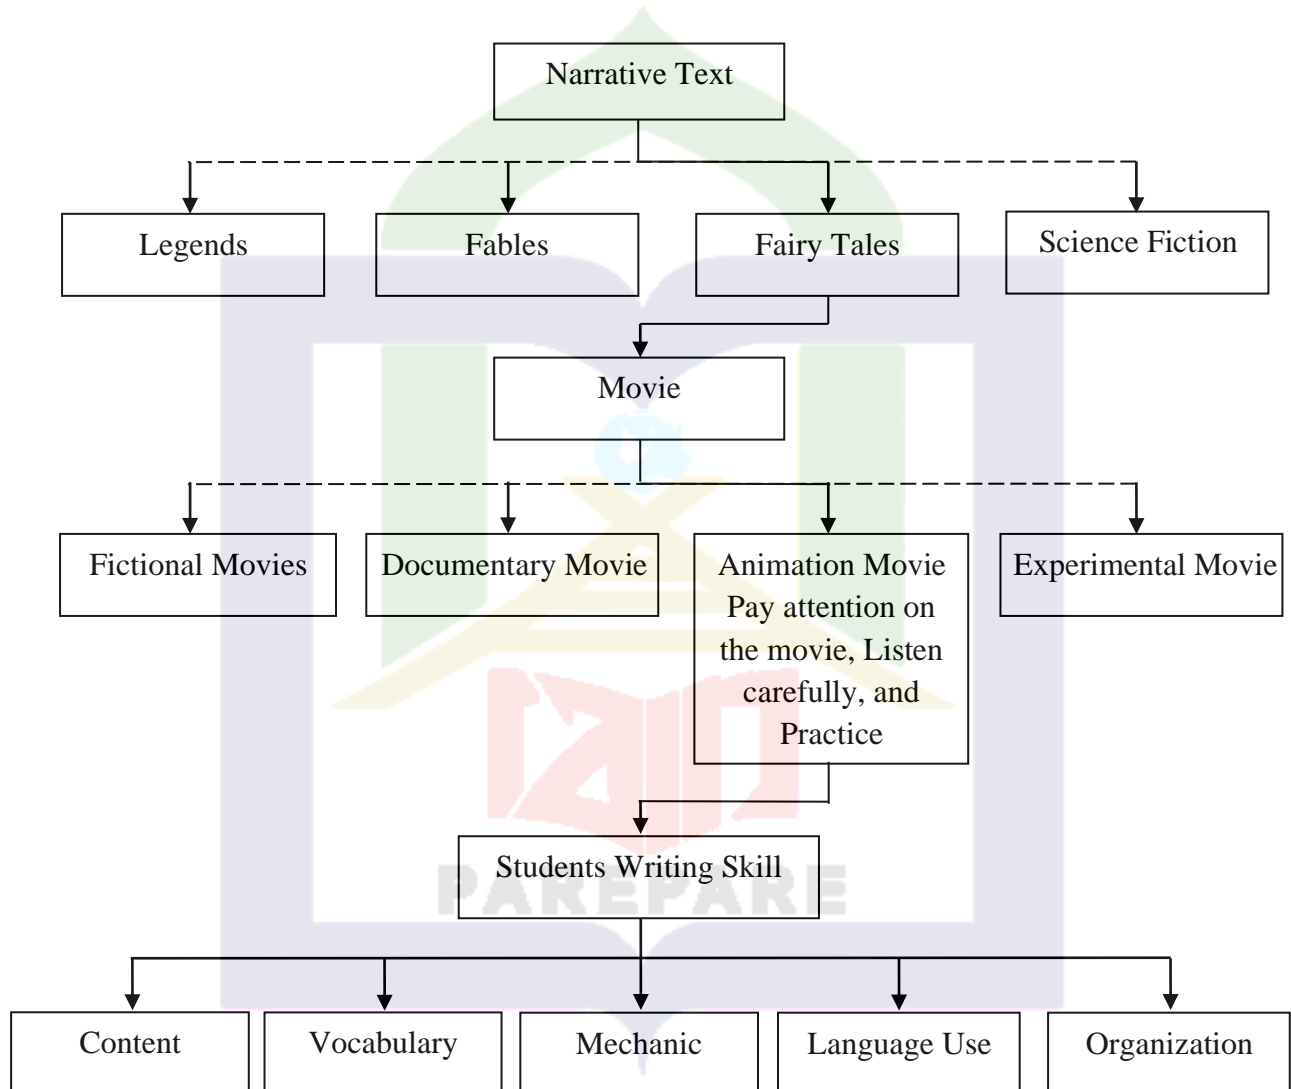 Narrative Text
Legends
Fables
Fairy Tales
Science Fiction
Movie
Fictional Movies
Documentary Movie
Animation Movie
Pay attention on
the movie, Listen
carefully, and
Practice
Experimental Movie
Students Writing Skill
PAREPARE
Content
Vocabulary
Mechanic
Language Use
Organization